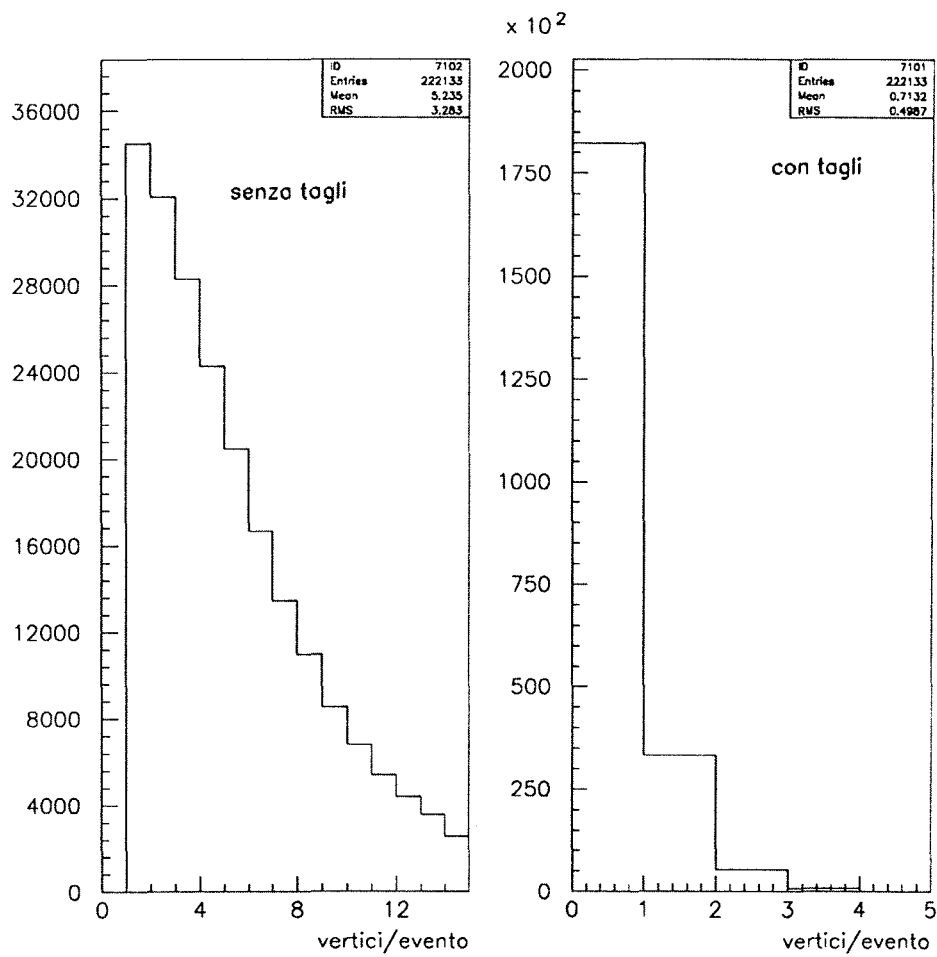 ID 7102
Entries 222133
Mean 5.235
RMS 3.283
senza tagli
36000
32000
28000
24000
20000
16000
12000
8000
4000
0
0 4 8 12
vertici/evento
x 10²
ID 7101
Entries 222133
Mean 0.7132
RMS 0.4987
con tagli
2000
1750
1500
1250
1000
750
500
250
0
0 1 2 3 4 5
vertici/evento